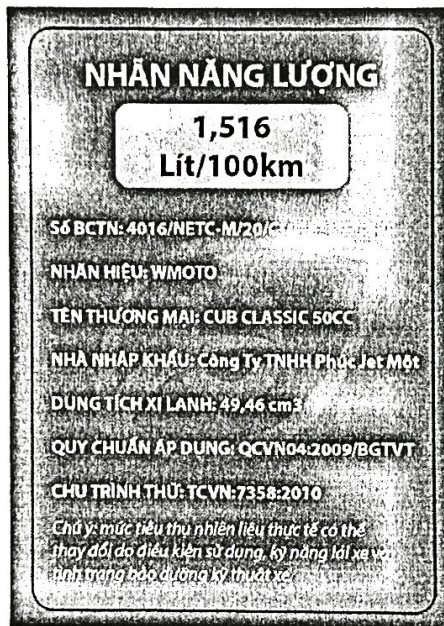 NHÃN NĂNG LƯỢNG
1,516
Lít/100km
Số BCTN: 4016/NETC-M/20/
NHÃN HIỆU: WMOTO
TÊN THƯƠNG MẠI: CUB CLASSIC 50CC
NHÀ NHẬP KHẨU: Công Ty TNHH Phúc Jet Một
DUNG TÍCH XI LANH: 49,46 cm3
QUY CHUẨN ÁP DỤNG: QCVN04:2009/BGTVT
CHU TRÌNH THỬ: TCVN:7358:2010
Chú ý: mức tiêu thụ nhiên liệu thực tế có thể
thay đổi do điều kiện sử dụng, kỹ năng lái xe và
tình trạng bảo dưỡng kỹ thuật xe